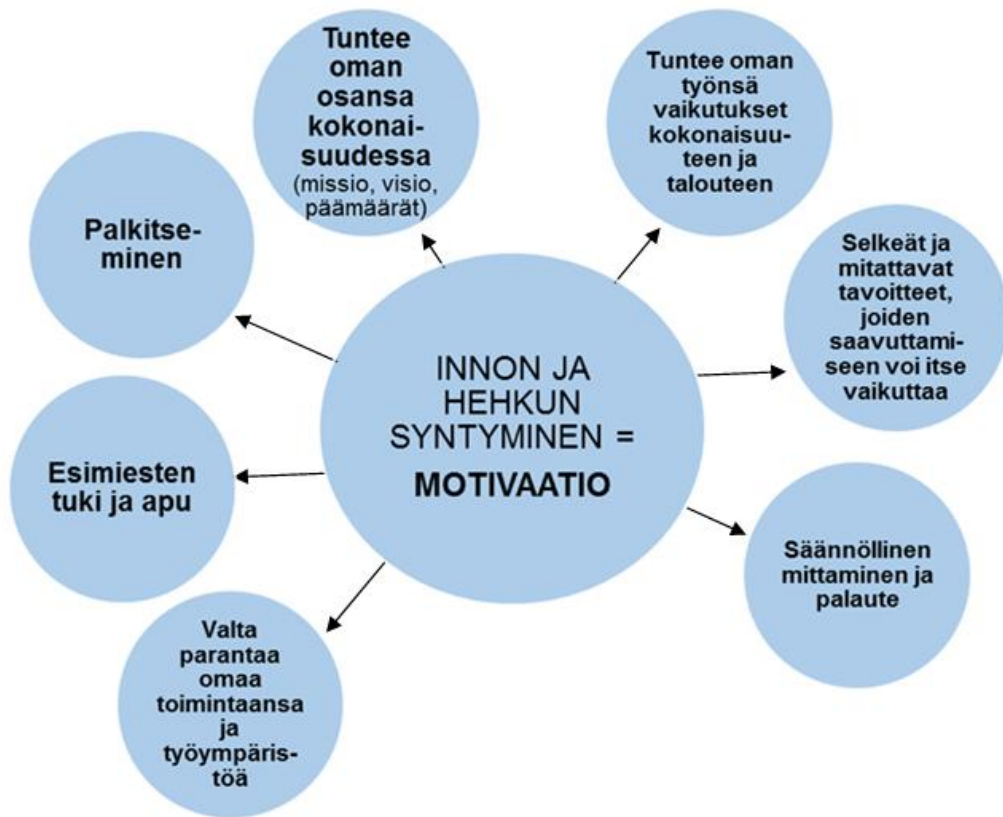 Tuntee
oman
osansa
kokonai-
suudessa
(missio, visio,
päämäärät)
Tuntee oman
työnsä
vaikutukset
kokonaisuu-
teen ja
talouteen
Selkeät ja
mitattavat
tavoitteet,
joiden
saavuttami-
seen voi itse
vaikuttaa
Säännöllinen
mittaminen ja
palaute
Valta
parantaa
omaa
toimintaansa
ja
työympäris-
töä
Esimiesten
tuki ja apu
Palkitse-
minen
INNON JA
HEHKUN
SYNTYMINEN =
MOTIVAATIO